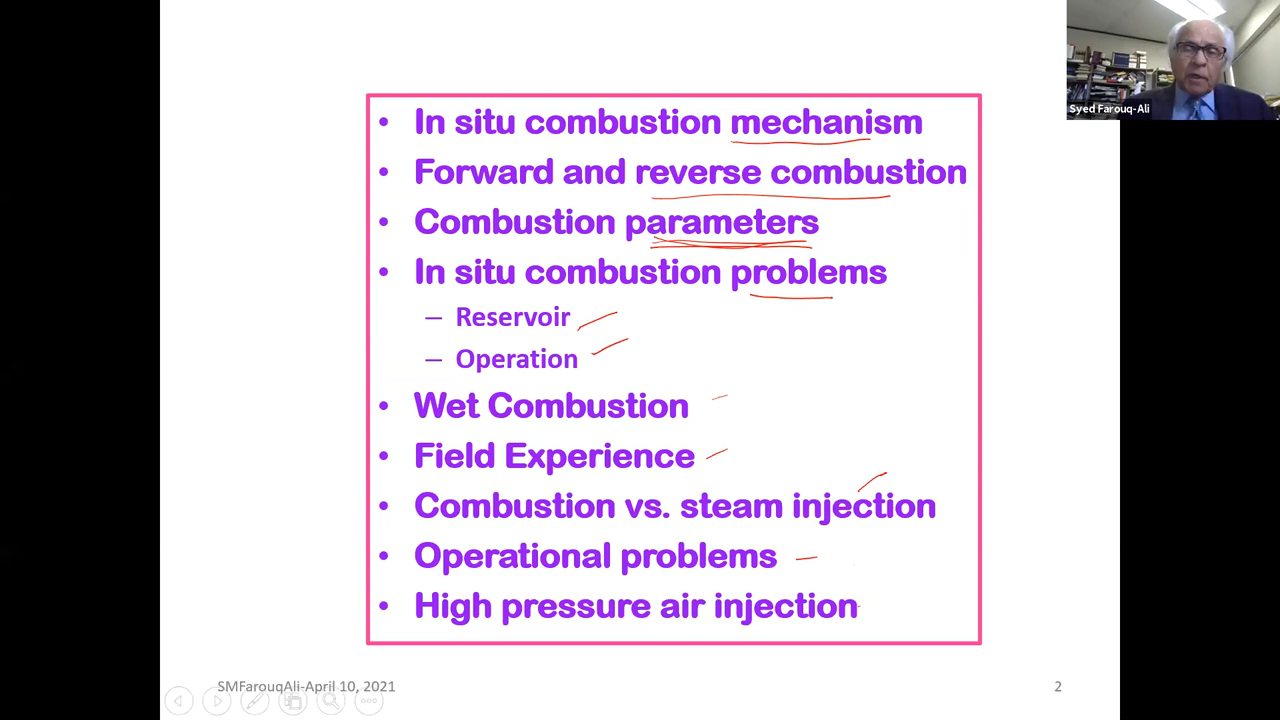 Syed Farouq-Ali
• In situ combustion mechanism
• Forward and reverse combustion
• Combustion parameters
• In situ combustion problems
– Reservoir
– Operation
• Wet Combustion
• Field Experience
• Combustion vs. steam injection
• Operational problems
• High pressure air injection
SMFarouqAli-April 10, 2021
2